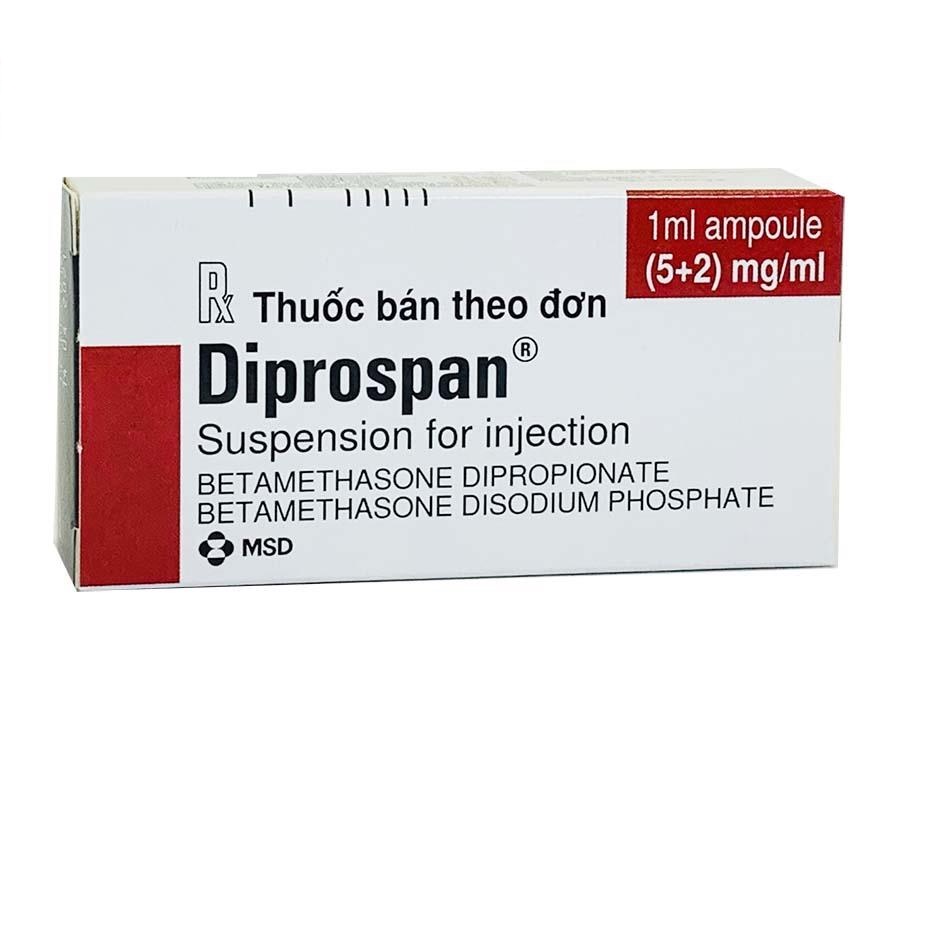 1ml ampoule
(5+2) mg/ml
Rx Thuốc bán theo đơn
Diprospan®
Suspension for injection
BETAMETHASONE DIPROPIONATE
BETAMETHASONE DISODIUM PHOSPHATE
MSD